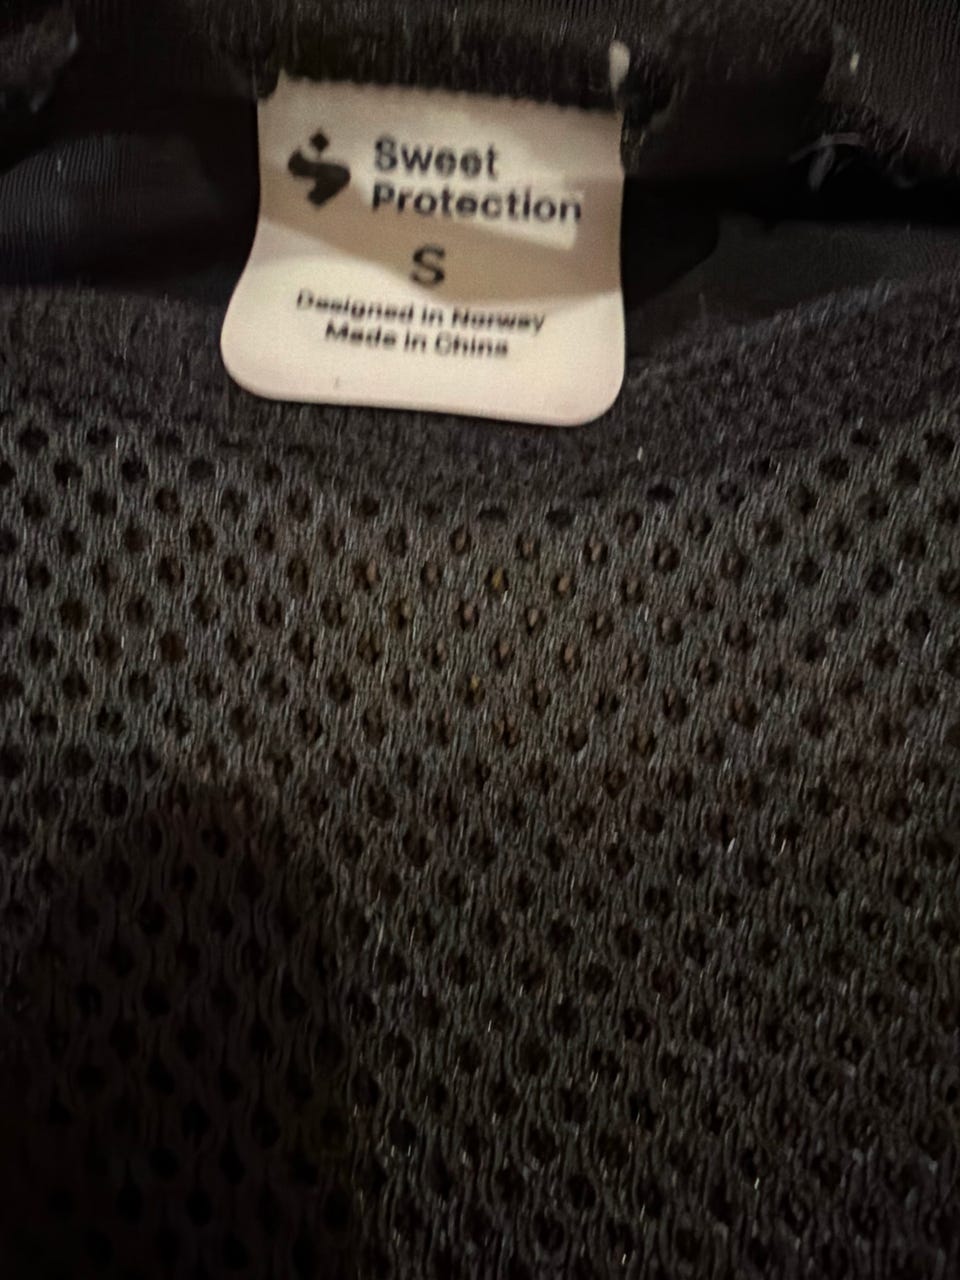 Sweet
Protection
S
Designed in Norway
Made in China